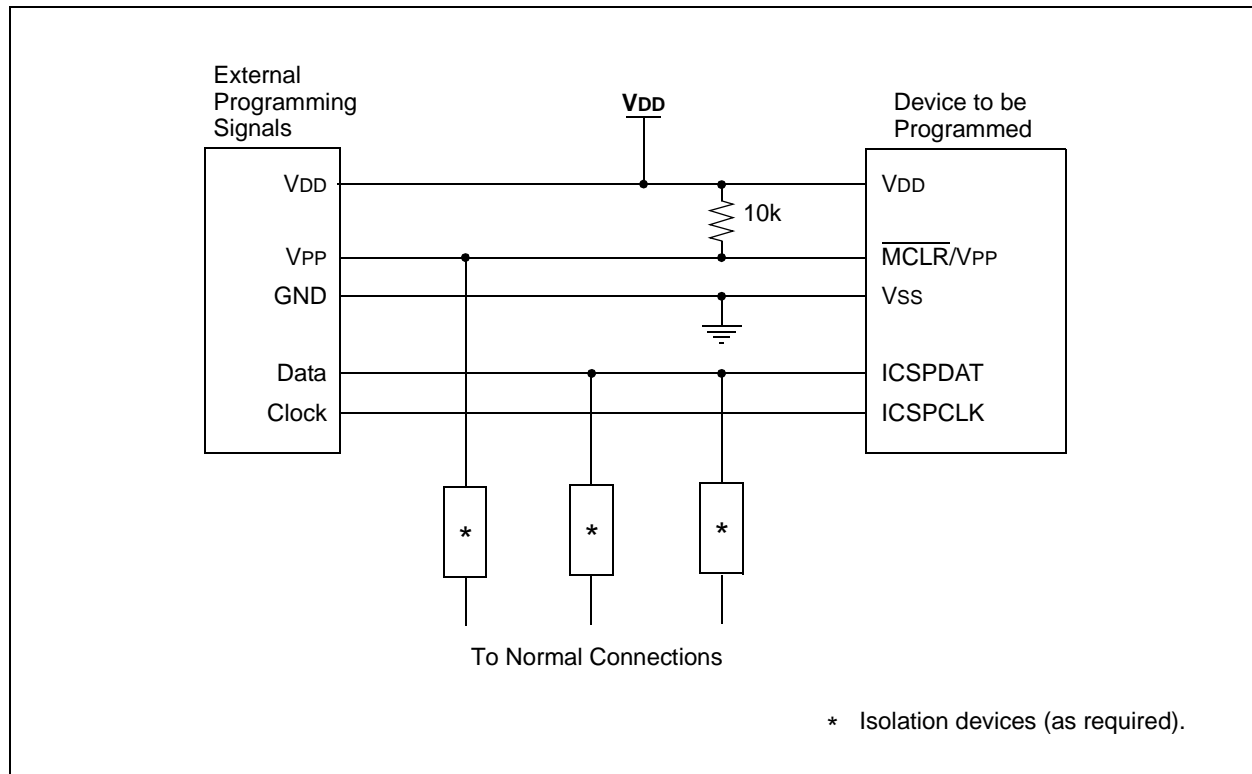 External
Programming
Signals
VDD
Device to be
Programmed
VDD
VDD
10k
VPP
MCLR/VPP
GND
VSS
Data
ICSPDAT
Clock
ICSPCLK
*
*
*
To Normal Connections
* Isolation devices (as required).